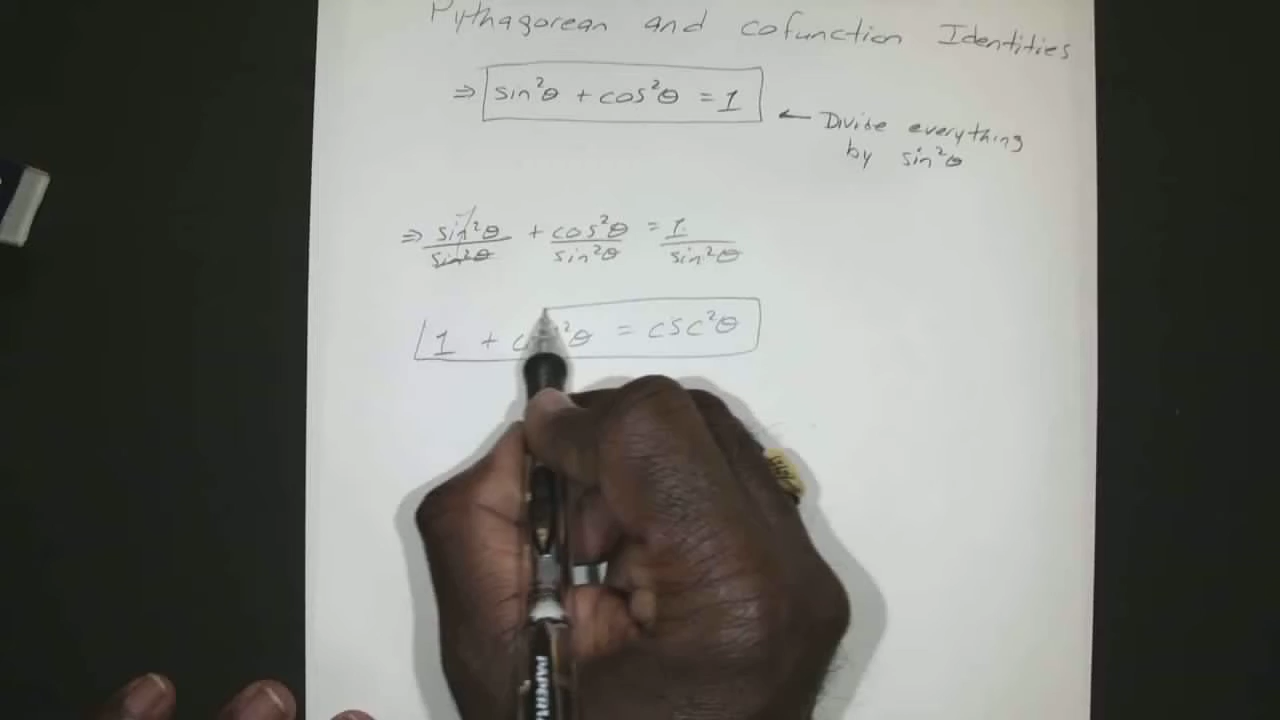 Pythagorean and cofunction Identities
⇒ sin²θ + cos²θ = 1
← Divide everything
by sin²θ
⇒ sin²θ/sin²θ + cos²θ/sin²θ = 1/sin²θ
1 + ²θ = csc²θ